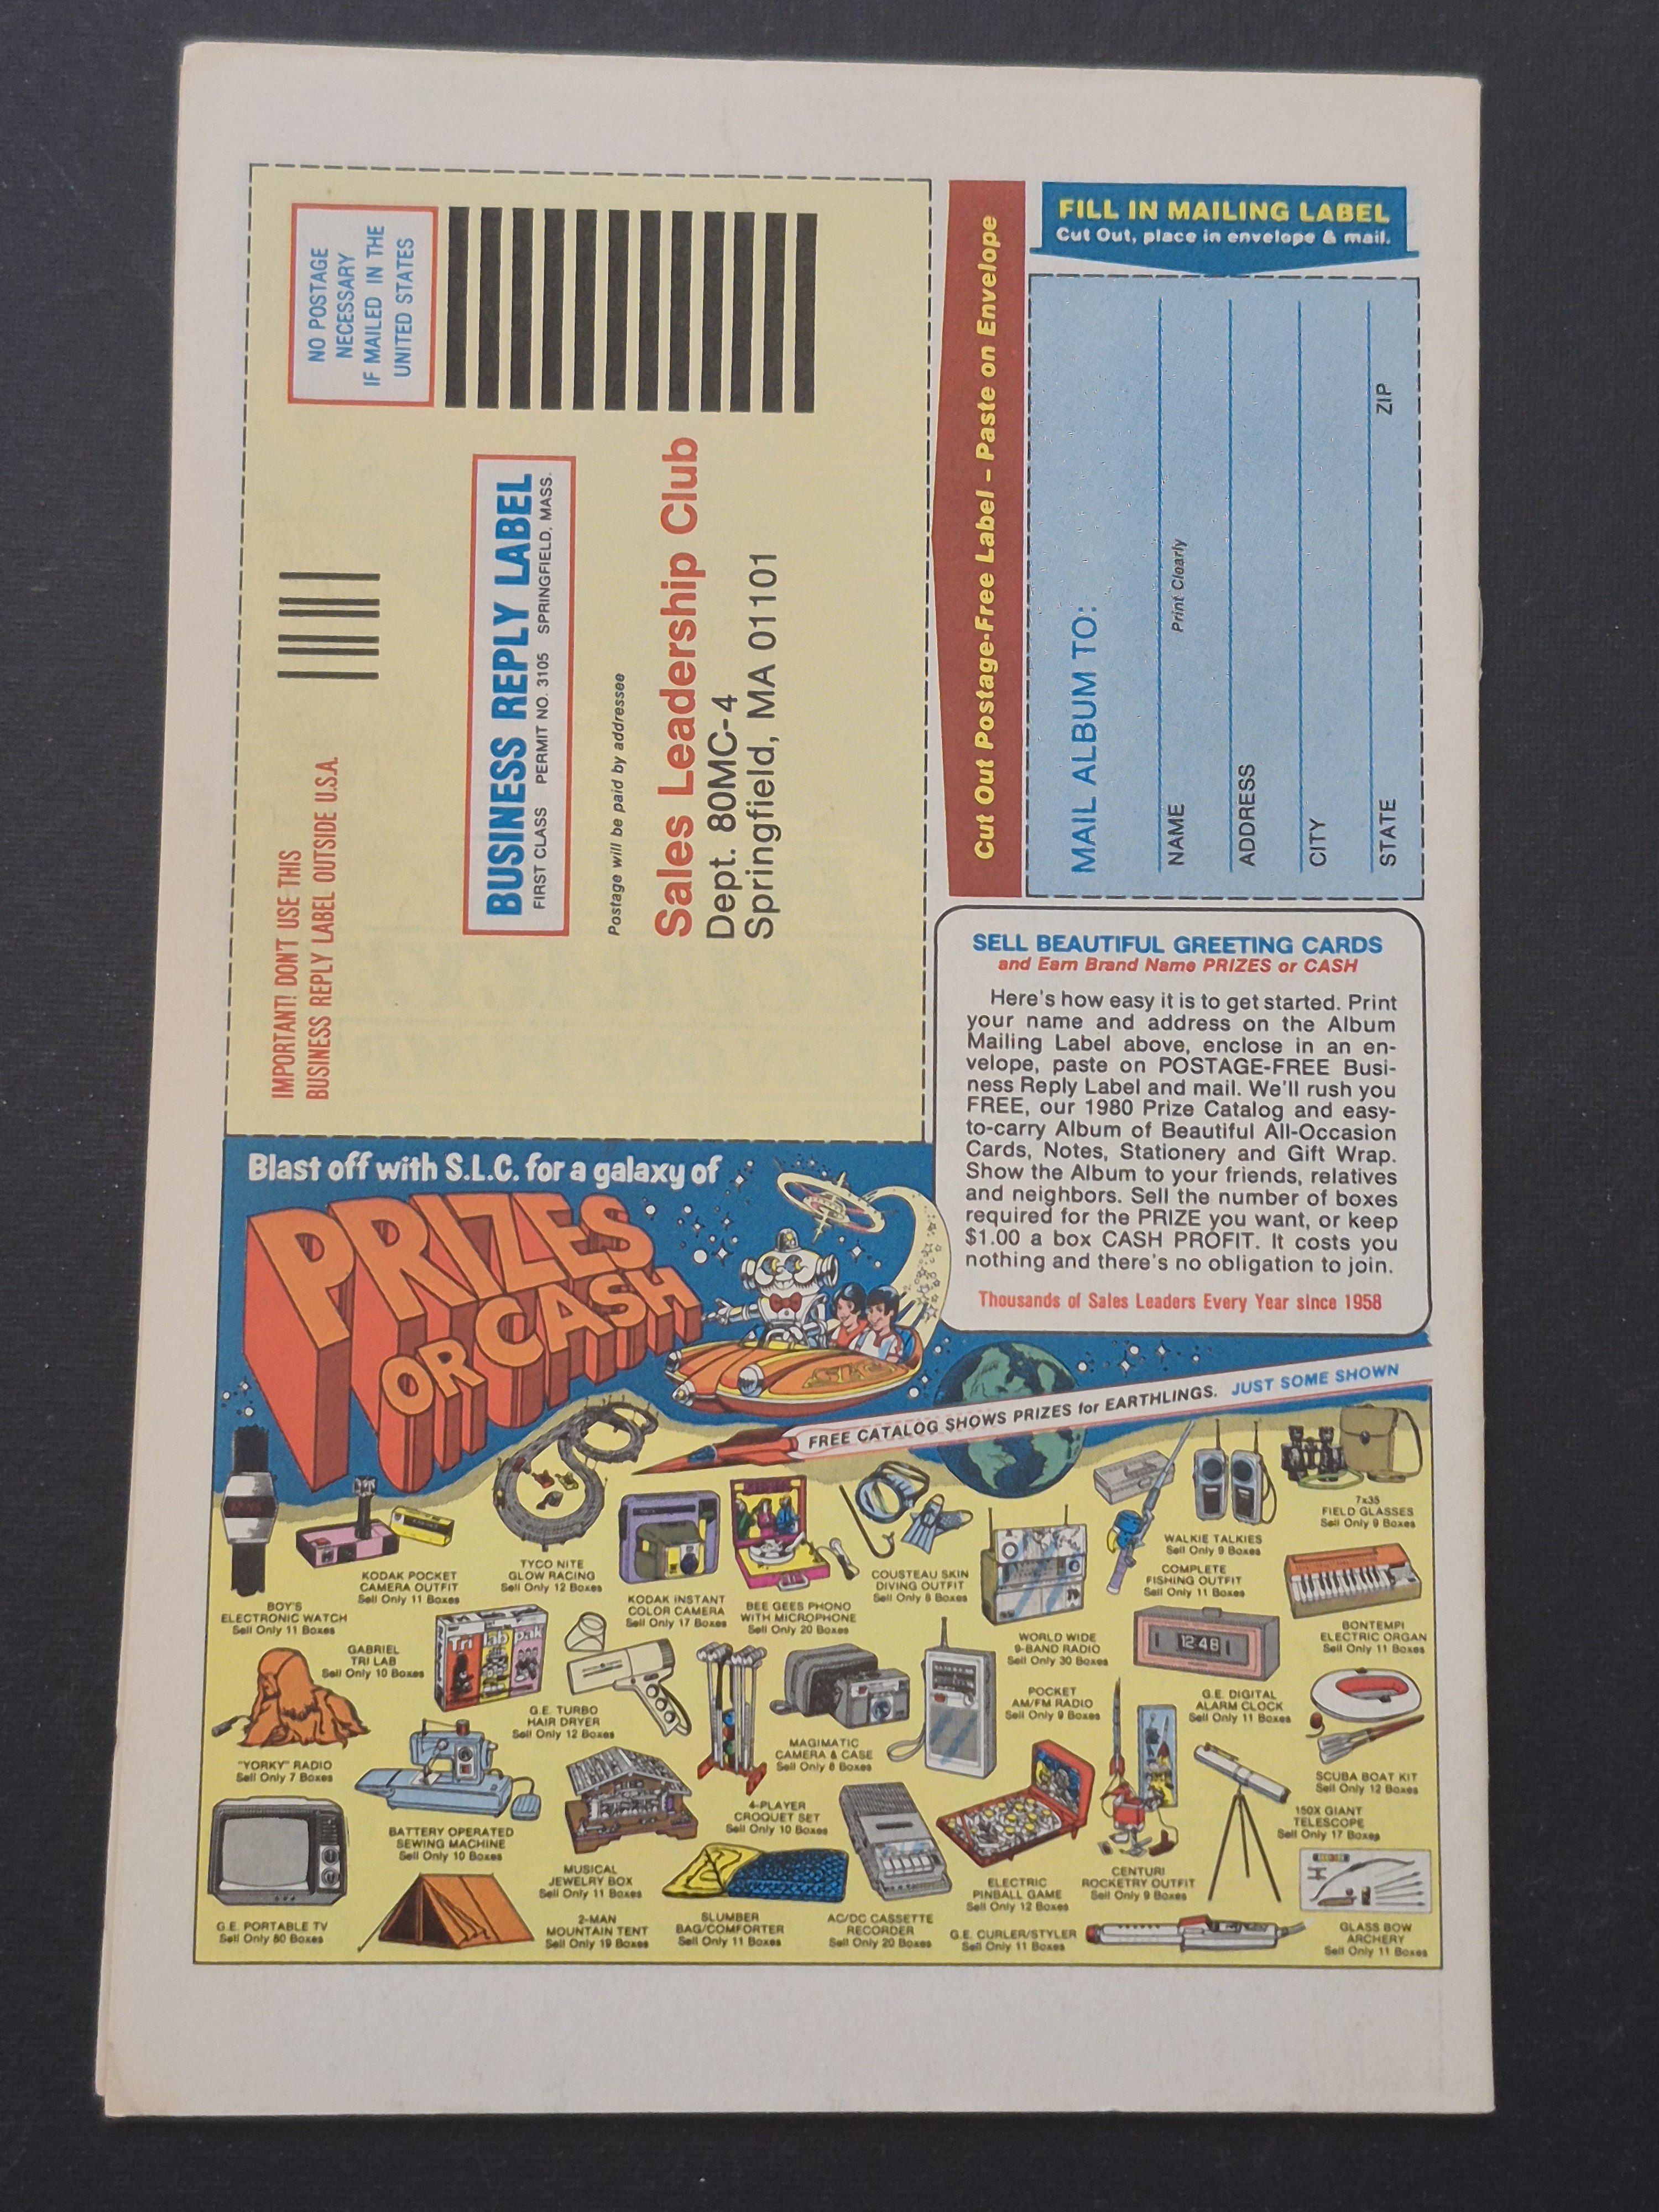 IMPORTANT! DON'T USE THIS
BUSINESS REPLY LABEL OUTSIDE U.S.A.
NO POSTAGE
NECESSARY
IF MAILED IN THE
UNITED STATES
BUSINESS REPLY LABEL
FIRST CLASS PERMIT NO. 3105 SPRINGFIELD, MASS.
Postage will be paid by addressee
Sales Leadership Club
Dept. 80MC-4
Springfield, MA 01101
Cut Out Postage-Free Label - Paste on Envelope
FILL IN MAILING LABEL
Cut Out, place in envelope & mail.
MAIL ALBUM TO:
NAME
Print Clearly
ADDRESS
CITY
STATE
ZIP
SELL BEAUTIFUL GREETING CARDS
and Earn Brand Name PRIZES or CASH
Here's how easy it is to get started. Print
your name and address on the Album
Mailing Label above, enclose in an en-
velope, paste on POSTAGE-FREE Busi-
ness Reply Label and mail. We'll rush you
FREE, our 1980 Prize Catalog and easy-
to-carry Album of Beautiful All-Occasion
Cards, Notes, Stationery and Gift Wrap.
Show the Album to your friends, relatives
and neighbors. Sell the number of boxes
required for the PRIZE you want, or keep
$1.00 a box CASH PROFIT. It costs you
nothing and there's no obligation to join.
Thousands of Sales Leaders Every Year since 1958
Blast off with S.L.C. for a galaxy of
PRIZES
OR CASH
SLC
FREE CATALOG SHOWS PRIZES for EARTHLINGS. JUST SOME SHOWN
BOY'S
ELECTRONIC WATCH
Sell Only 11 Boxes
KODAK POCKET
CAMERA OUTFIT
Sell Only 11 Boxes
TYCO NITE
GLOW RACING
Sell Only 12 Boxes
KODAK INSTANT
COLOR CAMERA
Sell Only 17 Boxes
BEE GEES PHONO
WITH MICROPHONE
Sell Only 20 Boxes
COUSTEAU SKIN
DIVING OUTFIT
Sell Only 8 Boxes
WORLD WIDE
9-BAND RADIO
Sell Only 30 Boxes
WALKIE TALKIES
Sell Only 9 Boxes
COMPLETE
FISHING OUTFIT
Sell Only 11 Boxes
7x35
FIELD GLASSES
Sell Only 9 Boxes
BONTEMPI
ELECTRIC ORGAN
Sell Only 11 Boxes
GABRIEL
TRI LAB
Sell Only 10 Boxes
Tri lab pak
G.E. TURBO
HAIR DRYER
Sell Only 12 Boxes
MAGIMATIC
CAMERA & CASE
Sell Only 8 Boxes
POCKET
AM/FM RADIO
Sell Only 9 Boxes
12:48
G.E. DIGITAL
ALARM CLOCK
Sell Only 11 Boxes
SCUBA BOAT KIT
Sell Only 12 Boxes
"YORKY" RADIO
Sell Only 7 Boxes
BATTERY OPERATED
SEWING MACHINE
Sell Only 10 Boxes
MUSICAL
JEWELRY BOX
Sell Only 11 Boxes
4-PLAYER
CROQUET SET
Sell Only 10 Boxes
ELECTRIC
PINBALL GAME
Sell Only 12 Boxes
CENTURI
ROCKETRY OUTFIT
Sell Only 9 Boxes
150X GIANT
TELESCOPE
Sell Only 17 Boxes
G.E. PORTABLE TV
Sell Only 80 Boxes
2-MAN
MOUNTAIN TENT
Sell Only 19 Boxes
SLUMBER
BAG/COMFORTER
Sell Only 11 Boxes
AC/DC CASSETTE
RECORDER
Sell Only 20 Boxes
G.E. CURLER/STYLER
Sell Only 11 Boxes
GLASS BOW
ARCHERY
Sell Only 11 Boxes